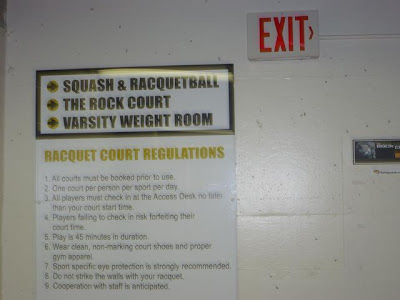 EXIT
SQUASH & RACQUETBALL
THE ROCK COURT
VARSITY WEIGHT ROOM
RACQUET COURT REGULATIONS
1. All courts must be booked prior to use.
2. One court per person per sport per day.
3. All players must check in at the Access Desk no later
than your court start time.
4. Players failing to check in risk forfeiting their
court time.
5. Play is 45 minutes in duration.
6. Wear clean, non-marking court shoes and proper
gym apparel.
7. Sport specific eye protection is strongly recommended.
8. Do not strike the walls with your racquet.
9. Cooperation with staff is anticipated.